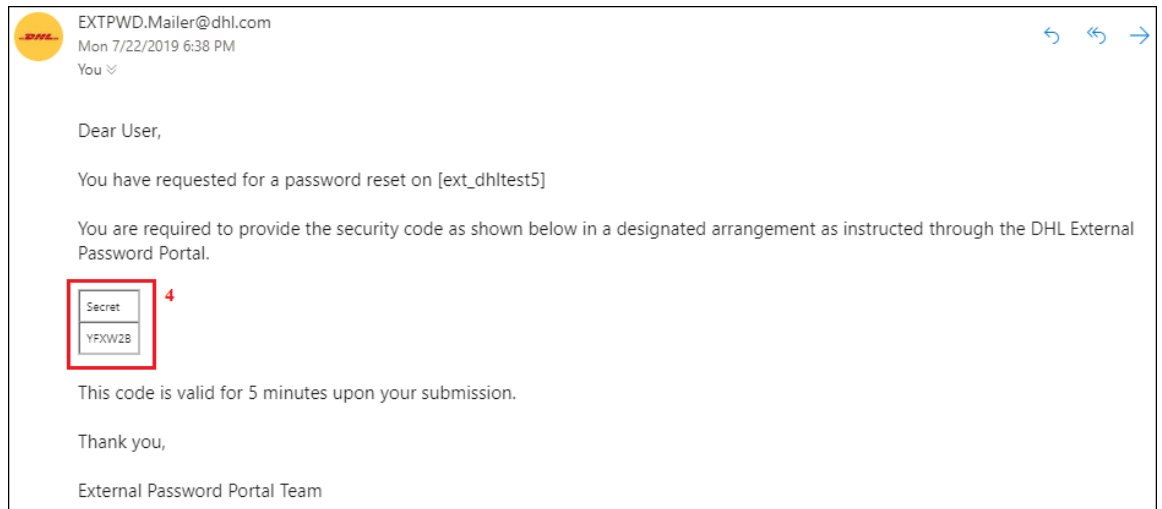 EXTPWD.Mailer@dhl.com
DHL
Mon 7/22/2019 6:38 PM
You
Dear User,
You have requested for a password reset on [ext_dhltest5]
You are required to provide the security code as shown below in a designated arrangement as instructed through the DHL External
Password Portal.
Secret
4
YFXW2B
This code is valid for 5 minutes upon your submission.
Thank you,
External Password Portal Team